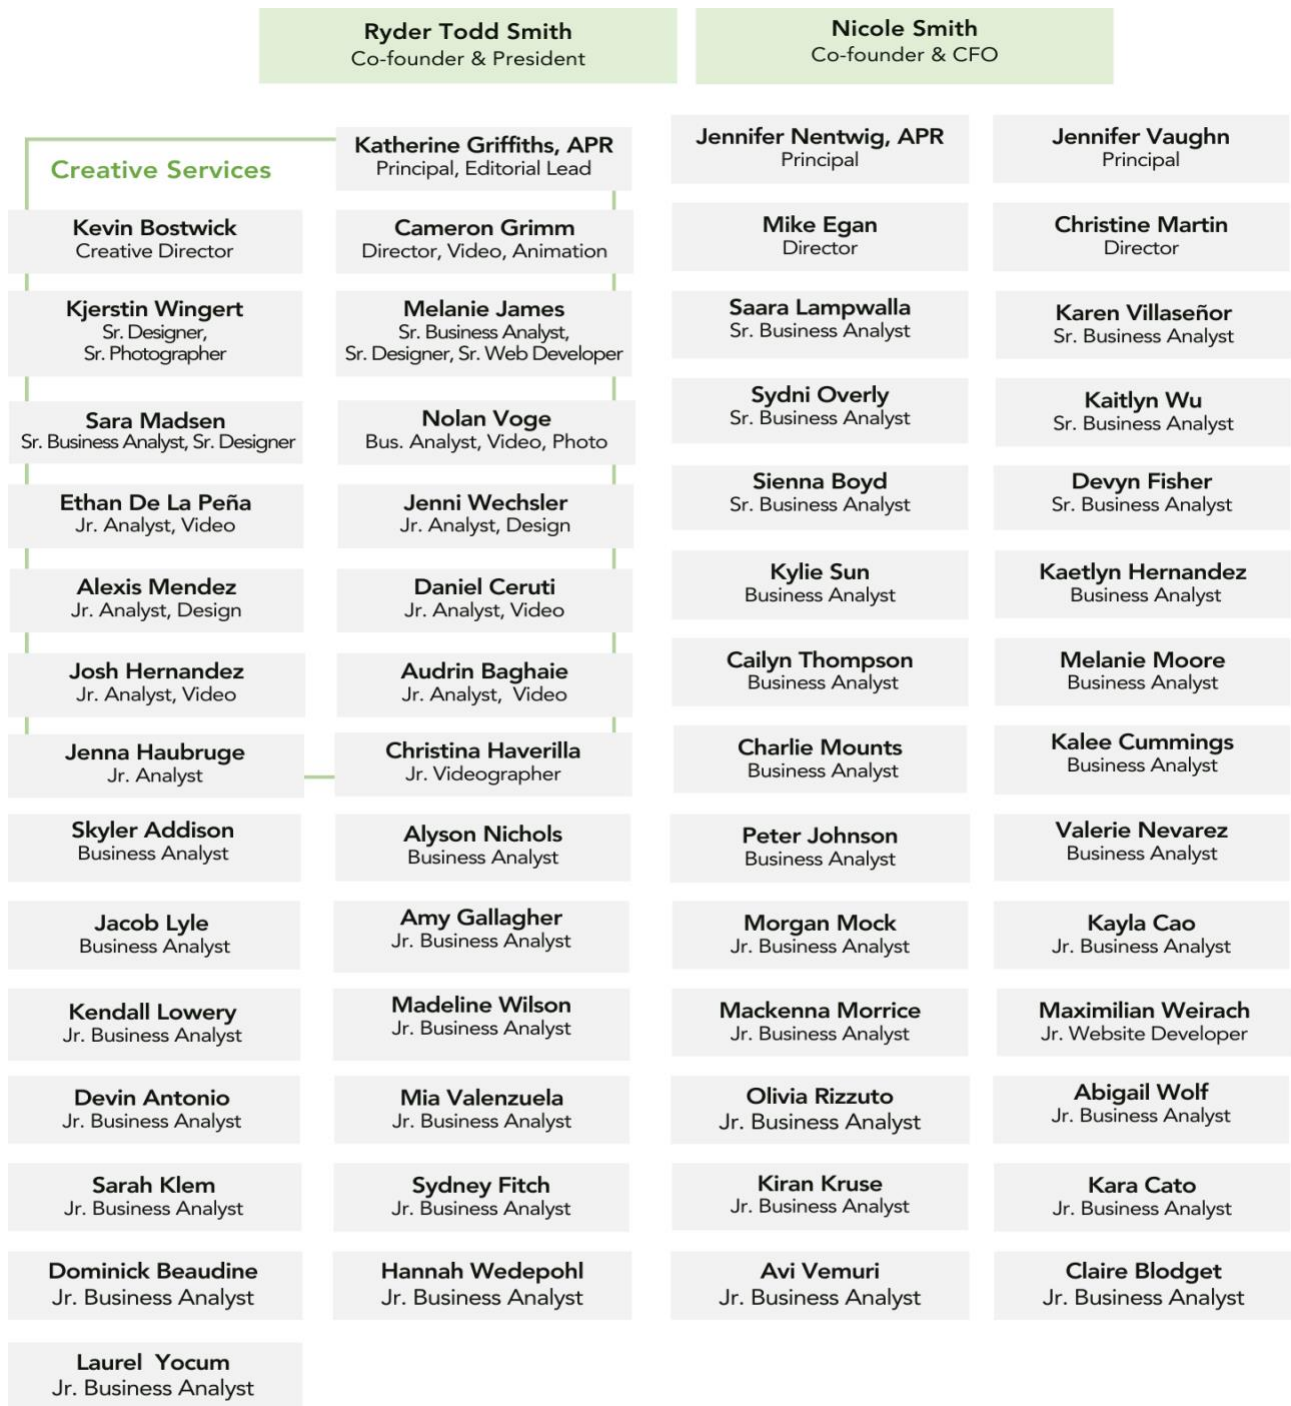 Ryder Todd Smith
Co-founder & President
Nicole Smith
Co-founder & CFO
Creative Services
Katherine Griffiths, APR
Principal, Editorial Lead
Jennifer Nentwig, APR
Principal
Jennifer Vaughn
Principal
Kevin Bostwick
Creative Director
Cameron Grimm
Director, Video, Animation
Mike Egan
Director
Christine Martin
Director
Kjerstin Wingert
Sr. Designer,
Sr. Photographer
Melanie James
Sr. Business Analyst,
Sr. Designer, Sr. Web Developer
Saara Lampwalla
Sr. Business Analyst
Karen Villaseñor
Sr. Business Analyst
Sara Madsen
Sr. Business Analyst, Sr. Designer
Nolan Voge
Bus. Analyst, Video, Photo
Sydni Overly
Sr. Business Analyst
Kaitlyn Wu
Sr. Business Analyst
Ethan De La Peña
Jr. Analyst, Video
Jenni Wechsler
Jr. Analyst, Design
Sienna Boyd
Sr. Business Analyst
Devyn Fisher
Sr. Business Analyst
Alexis Mendez
Jr. Analyst, Design
Daniel Ceruti
Jr. Analyst, Video
Kylie Sun
Business Analyst
Kaetlyn Hernandez
Business Analyst
Josh Hernandez
Jr. Analyst, Video
Audrin Baghaie
Jr. Analyst, Video
Cailyn Thompson
Business Analyst
Melanie Moore
Business Analyst
Jenna Haubruge
Jr. Analyst
Christina Haverilla
Jr. Videographer
Charlie Mounts
Business Analyst
Kalee Cummings
Business Analyst
Skyler Addison
Business Analyst
Alyson Nichols
Business Analyst
Peter Johnson
Business Analyst
Valerie Nevarez
Business Analyst
Jacob Lyle
Business Analyst
Amy Gallagher
Jr. Business Analyst
Morgan Mock
Jr. Business Analyst
Kayla Cao
Jr. Business Analyst
Kendall Lowery
Jr. Business Analyst
Madeline Wilson
Jr. Business Analyst
Mackenna Morrice
Jr. Business Analyst
Maximilian Weirach
Jr. Website Developer
Devin Antonio
Jr. Business Analyst
Mia Valenzuela
Jr. Business Analyst
Olivia Rizzuto
Jr. Business Analyst
Abigail Wolf
Jr. Business Analyst
Sarah Klem
Jr. Business Analyst
Sydney Fitch
Jr. Business Analyst
Kiran Kruse
Jr. Business Analyst
Kara Cato
Jr. Business Analyst
Dominick Beaudine
Jr. Business Analyst
Hannah Wedepohl
Jr. Business Analyst
Avi Vemuri
Jr. Business Analyst
Claire Blodget
Jr. Business Analyst
Laurel Yocum
Jr. Business Analyst